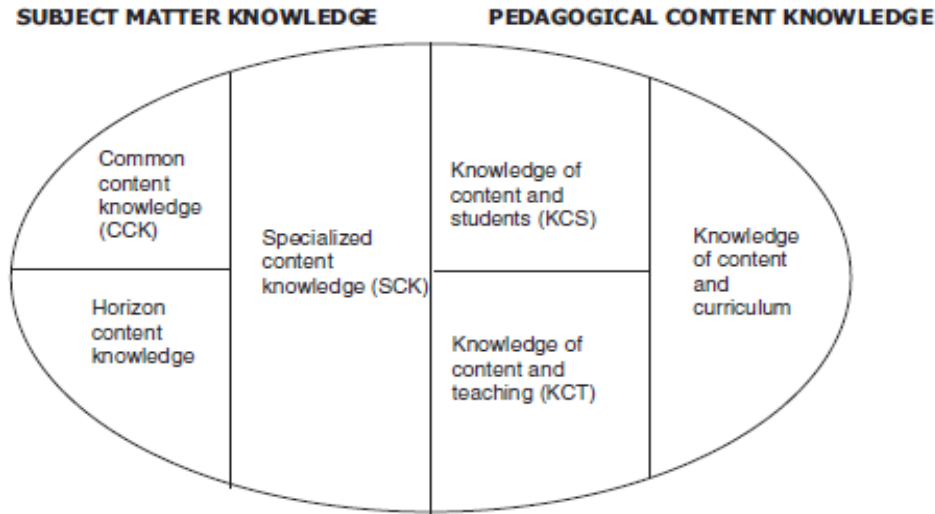 SUBJECT MATTER KNOWLEDGE
PEDAGOGICAL CONTENT KNOWLEDGE
Common
content
knowledge
(CCK)
Horizon
content
knowledge
Specialized
content
knowledge (SCK)
Knowledge of
content and
students (KCS)
Knowledge of
content and
teaching (KCT)
Knowledge
of content
and
curriculum